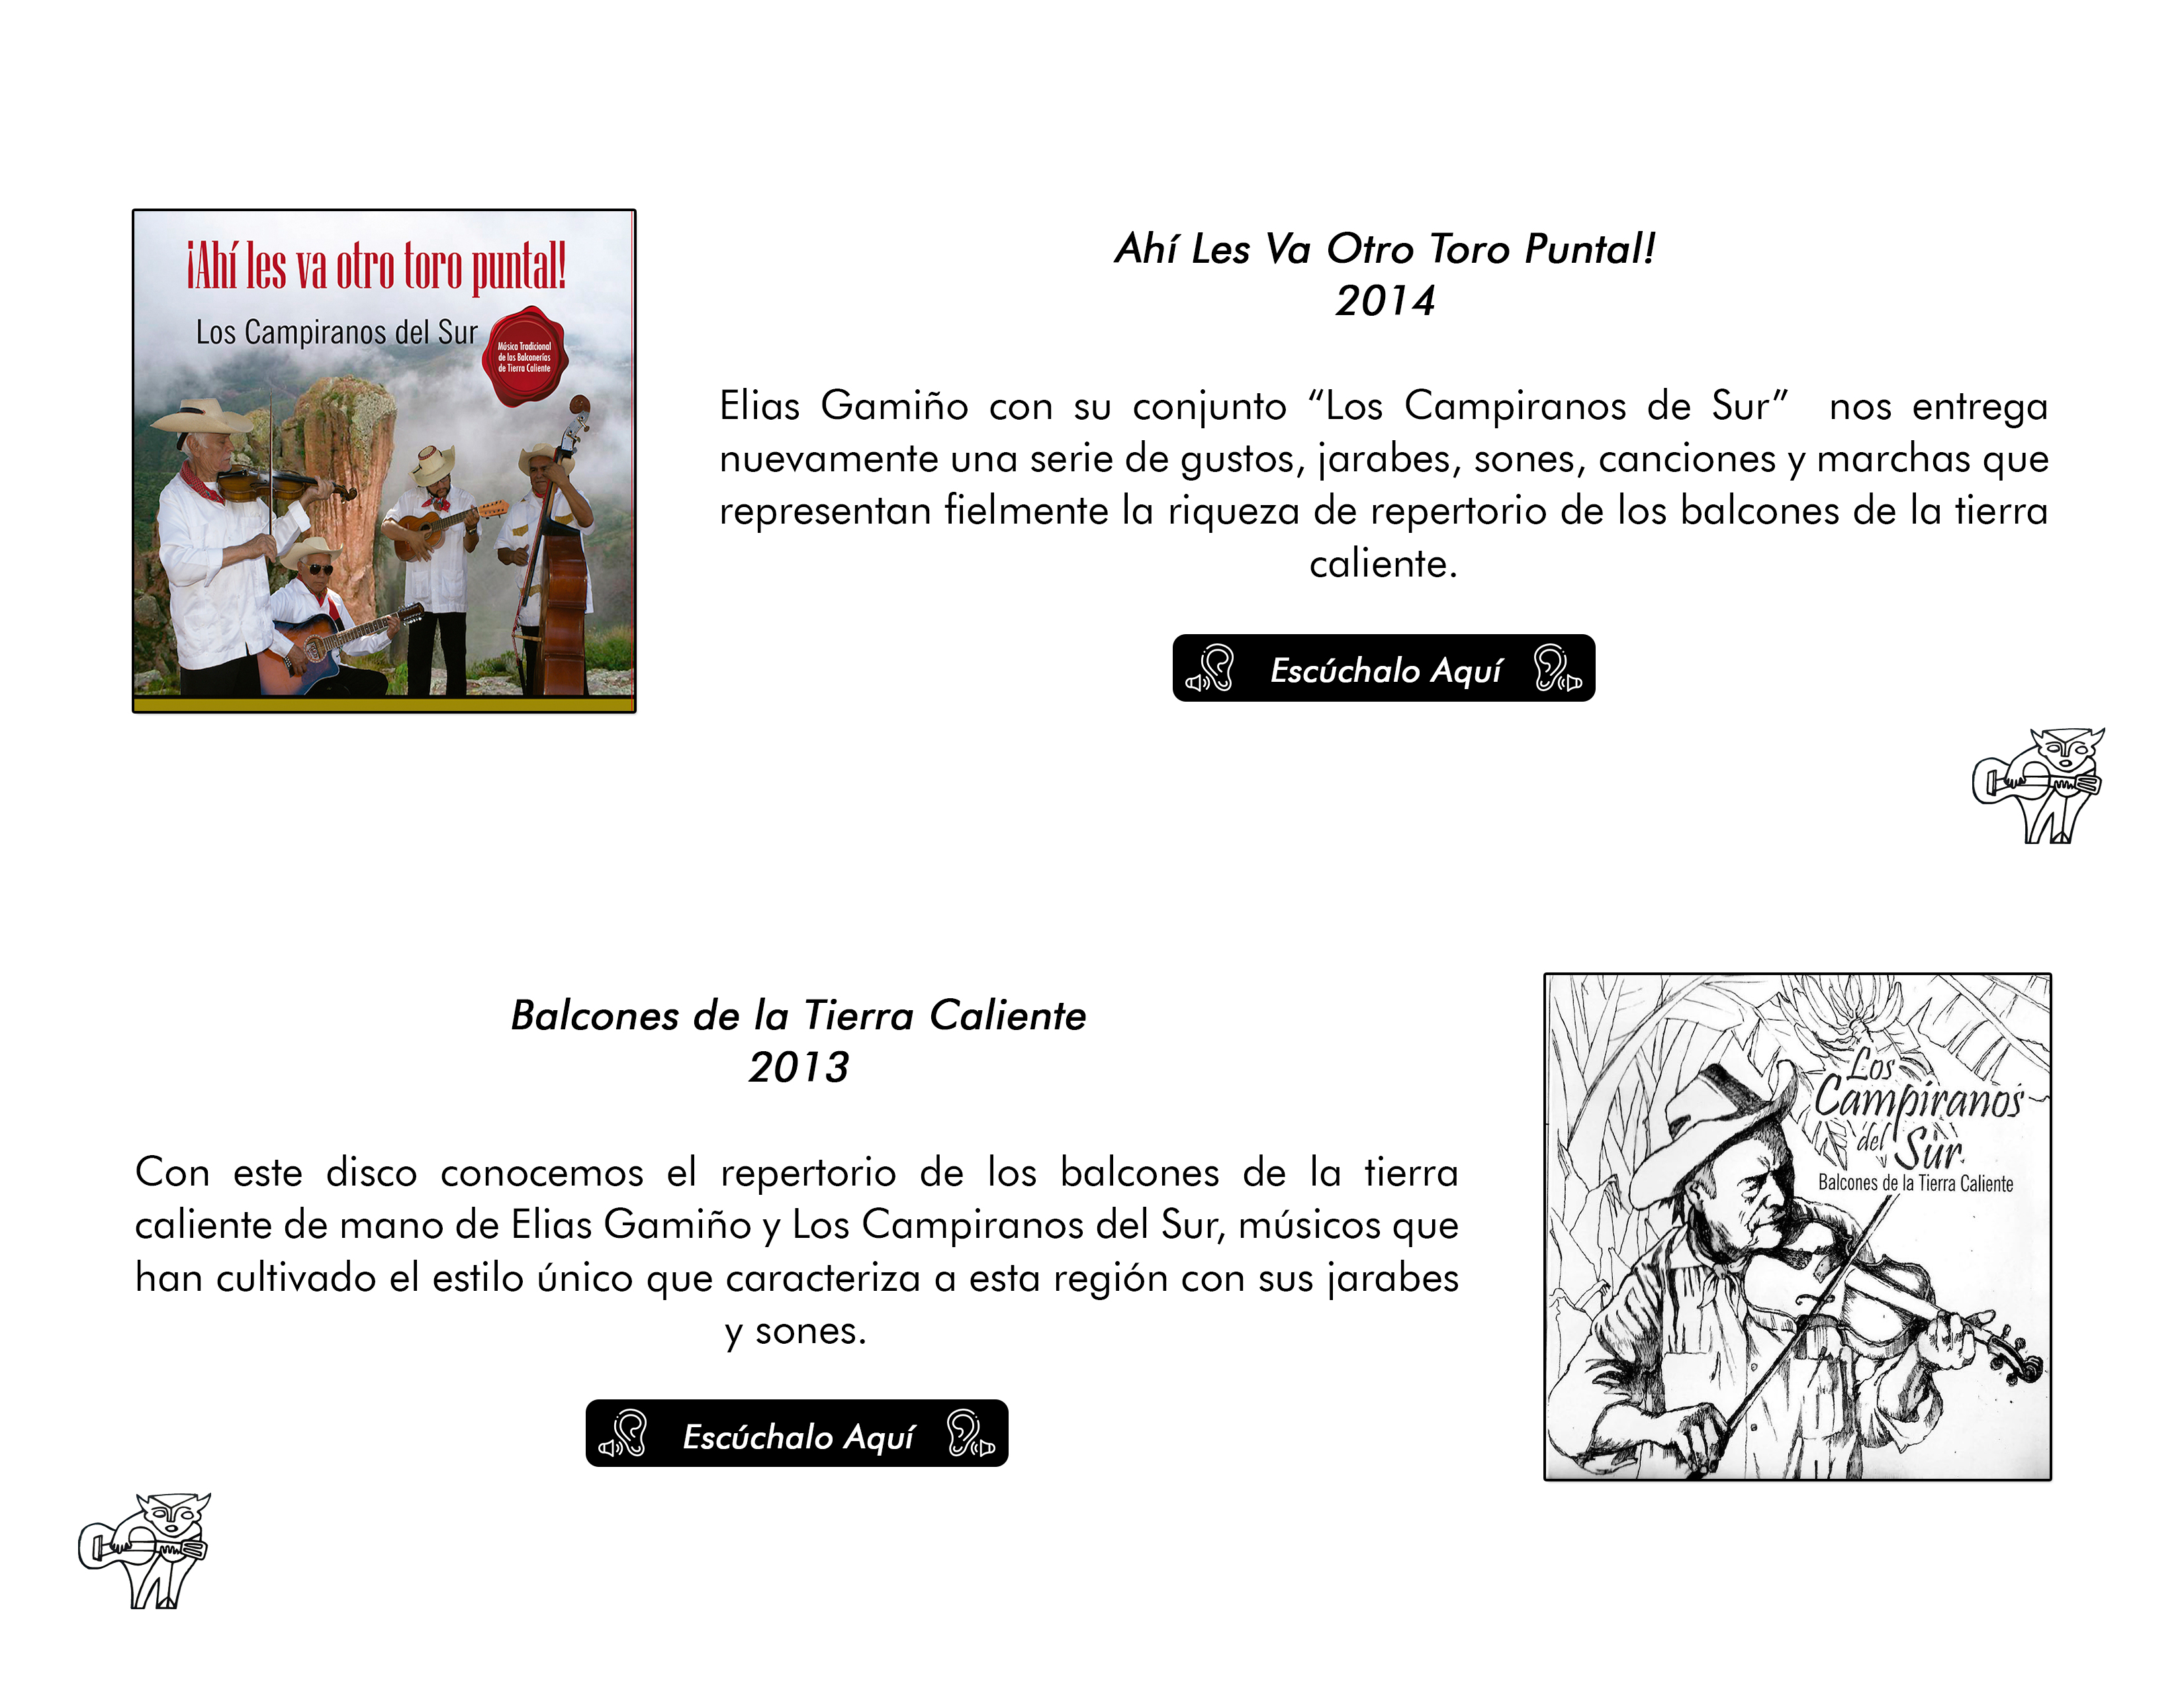 ¡Ahí les va otro toro puntal!
Los Campiranos del Sur
Música Tradicional
de las Balconerías
de Tierra Caliente
Ahí Les Va Otro Toro Puntal!
2014
Elias Gamiño con su conjunto “Los Campiranos de Sur”  nos entrega
nuevamente una serie de gustos, jarabes, sones, canciones y marchas que
representan fielmente la riqueza de repertorio de los balcones de la tierra
caliente.
Escúchalo Aquí
Balcones de la Tierra Caliente
2013
Con este disco conocemos el repertorio de los balcones de la tierra
caliente de mano de Elias Gamiño y Los Campiranos del Sur, músicos que
han cultivado el estilo único que caracteriza a esta región con sus jarabes
y sones.
Escúchalo Aquí
Los
Campiranos
del Sur
Balcones de la Tierra Caliente